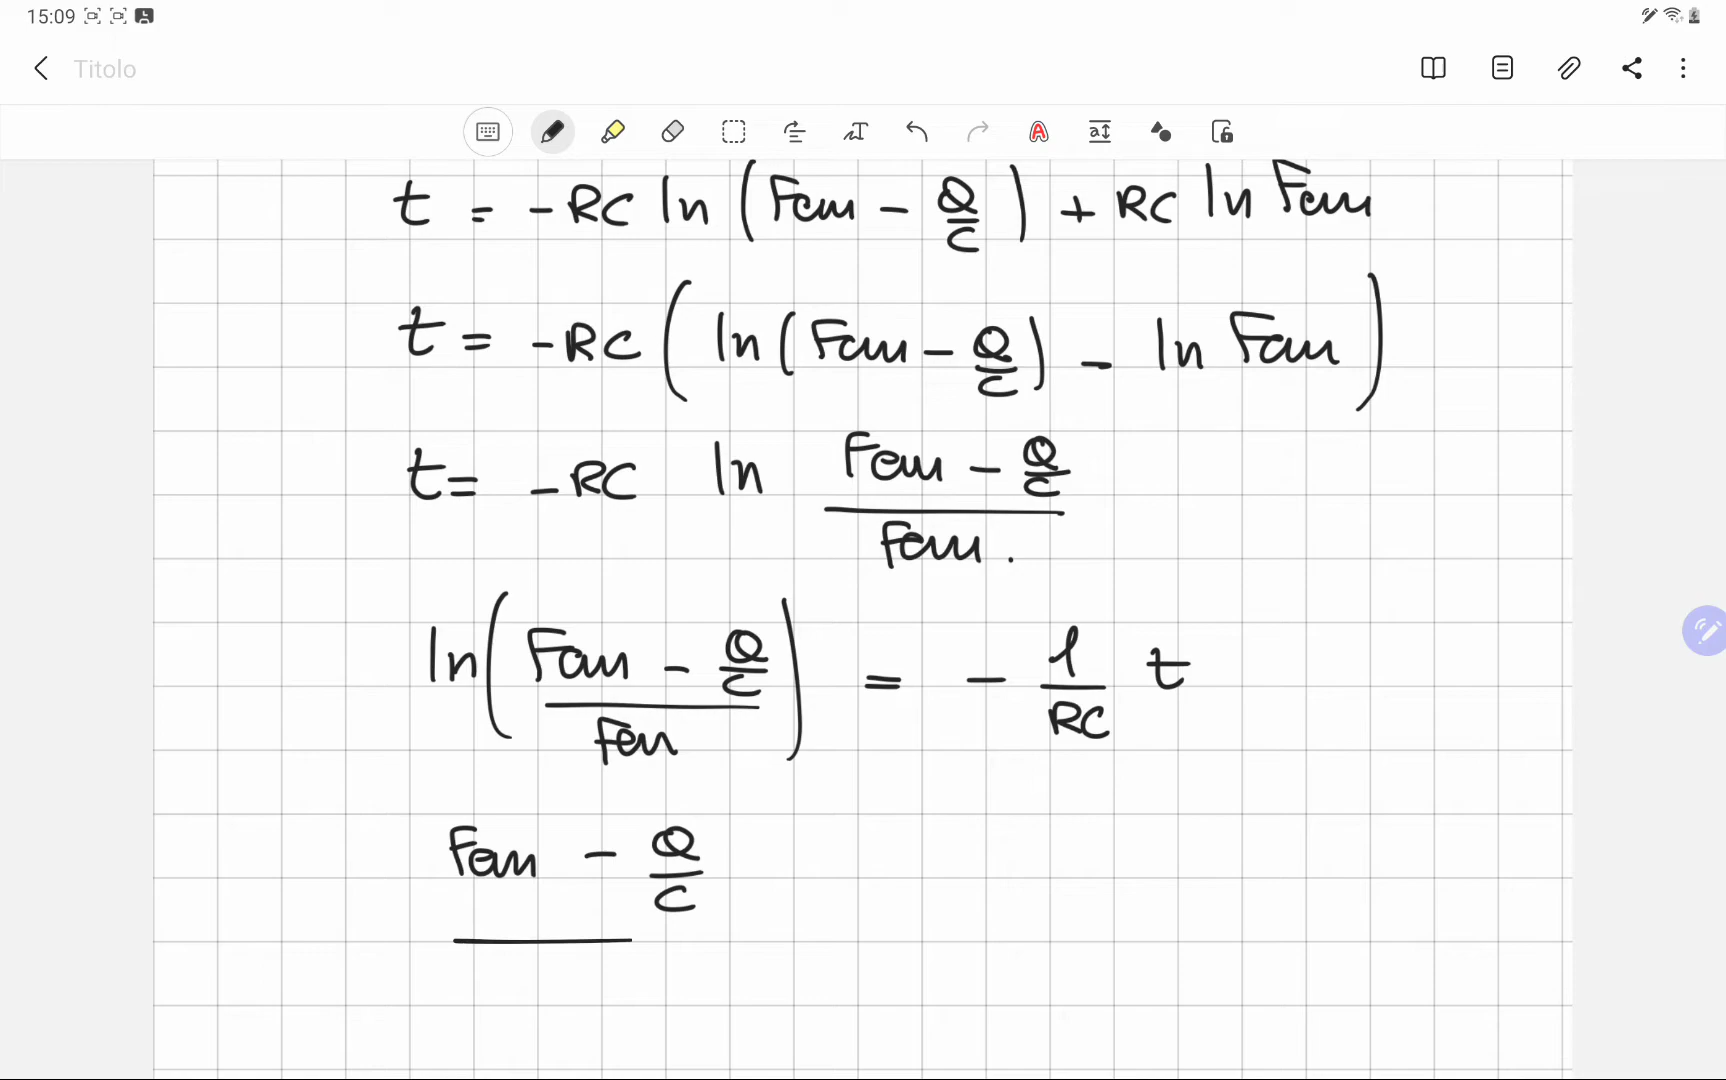 15:09
Titolo
t = -RC ln (Fem - Q/C) + RC ln Fem
t = -RC ( ln (Fem - Q/C) - ln Fem )
t = -RC ln (Fem - Q/C)/Fem .
ln ( (Fem - Q/C)/Fem ) = - 1/RC t
Fem - Q/C